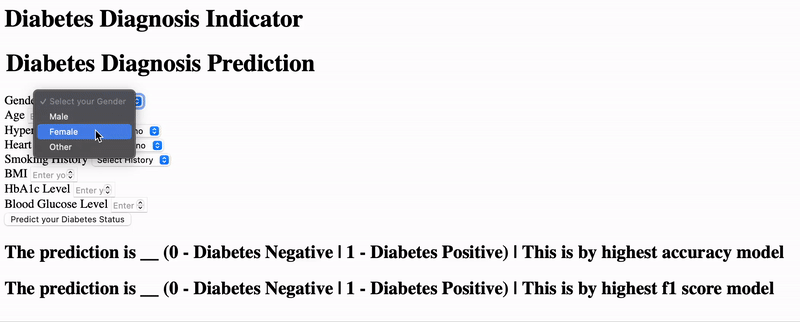 Diabetes Diagnosis Indicator
Diabetes Diagnosis Prediction
Gende ✓ Select your Gender
Age Male
Hyper Female no
Heart Other no
Smoking History Select History
BMI Enter yo
HbA1c Level Enter y
Blood Glucose Level Enter
Predict your Diabetes Status
The prediction is __ (0 - Diabetes Negative | 1 - Diabetes Positive) | This is by highest accuracy model
The prediction is __ (0 - Diabetes Negative | 1 - Diabetes Positive) | This is by highest f1 score model